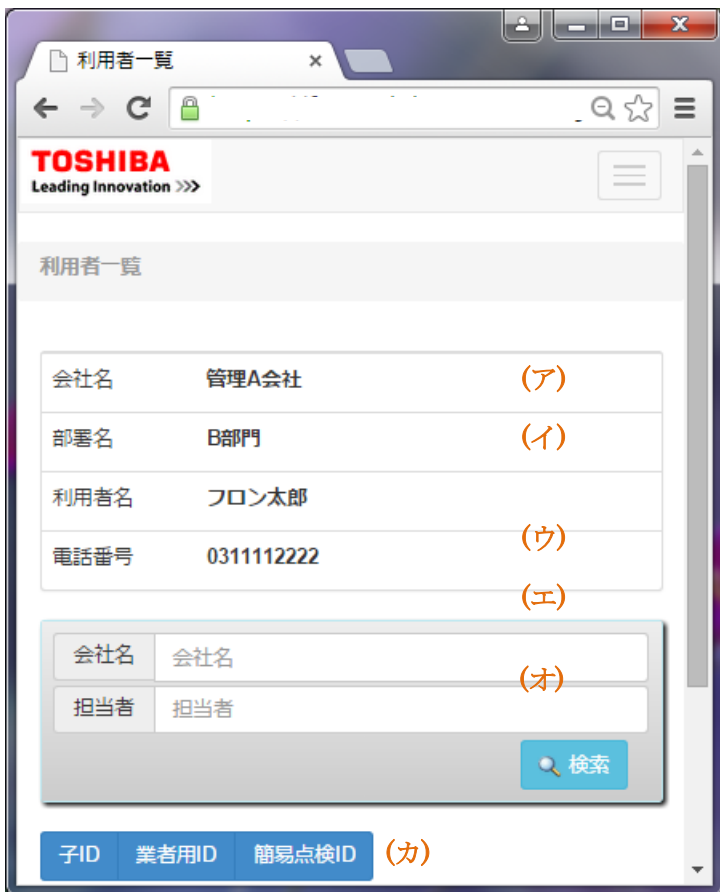 利用者一覧
TOSHIBA
Leading Innovation >>>
利用者一覧
会社名 管理A会社 (ア)
部署名 B部門 (イ)
利用者名 フロン太郎
(ウ)
電話番号 0311112222
(エ)
会社名 会社名
(オ)
担当者 担当者
検索
子ID 業者用ID 簡易点検ID (カ)